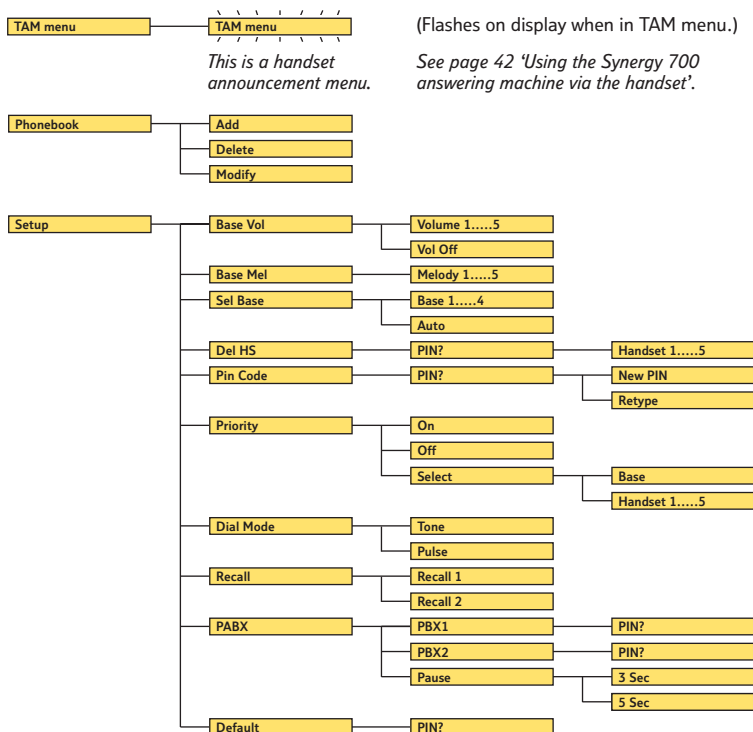 TAM menu TAM menu (Flashes on display when in TAM menu.)
This is a handset See page 42 ‘Using the Synergy 700
announcement menu. answering machine via the handset’.
Phonebook Add
Delete
Modify
Setup Base Vol Volume 1.....5
Vol Off
Base Mel Melody 1.....5
Sel Base Base 1.....4
Auto
Del HS PIN? Handset 1.....5
Pin Code PIN? New PIN
Retype
Priority On
Off
Select Base
Handset 1.....5
Dial Mode Tone
Pulse
Recall Recall 1
Recall 2
PABX PBX1 PIN?
PBX2 PIN?
Pause 3 Sec
5 Sec
Default PIN?